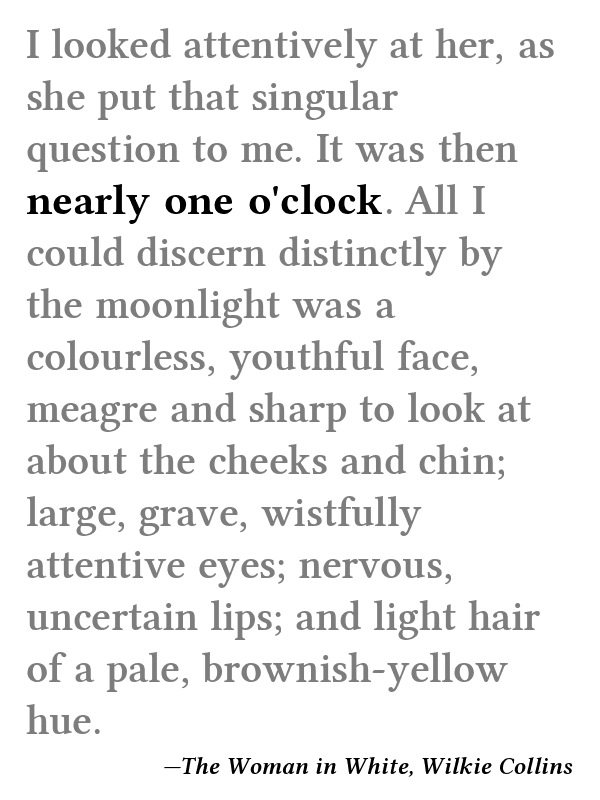 I looked attentively at her, as
she put that singular
question to me. It was then
nearly one o'clock. All I
could discern distinctly by
the moonlight was a
colourless, youthful face,
meagre and sharp to look at
about the cheeks and chin;
large, grave, wistfully
attentive eyes; nervous,
uncertain lips; and light hair
of a pale, brownish-yellow
hue.
—The Woman in White, Wilkie Collins